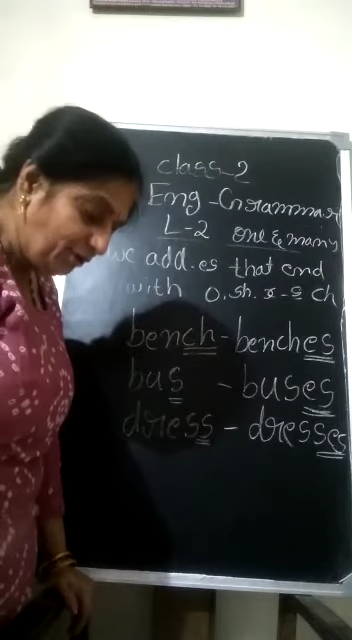 class-2
Eng-Grammar
L-2 one & many
we add-es that end
with o, sh. x-s ch
bench-benches
bus - buses
dress - dresses